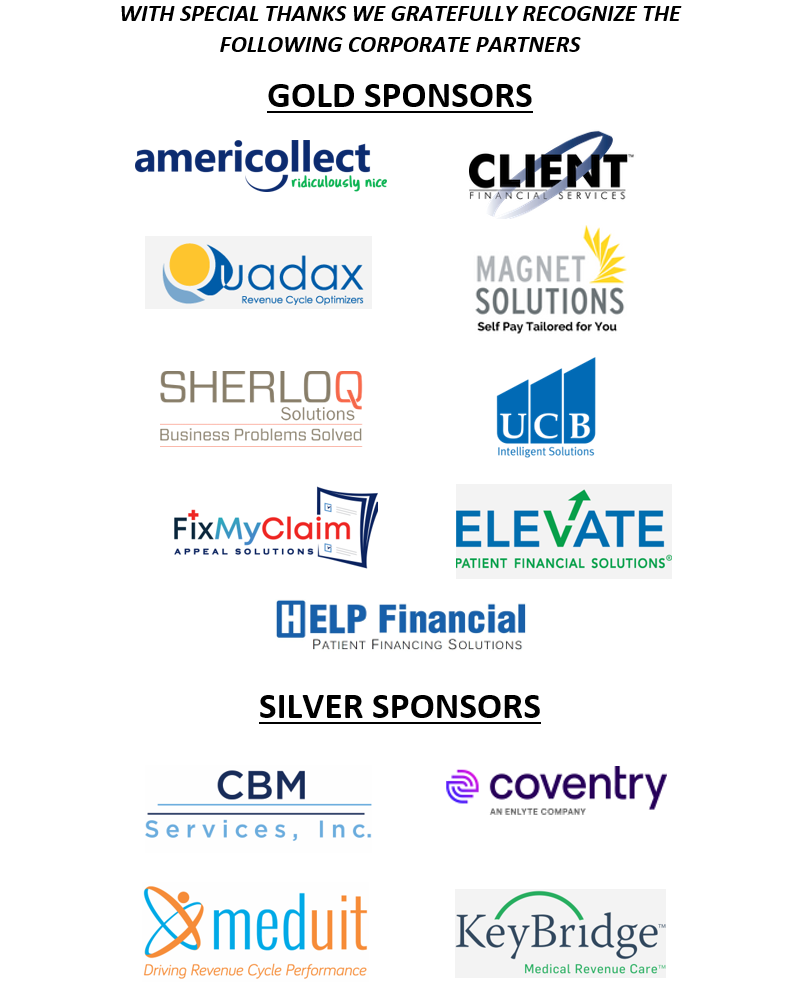 WITH SPECIAL THANKS WE GRATEFULLY RECOGNIZE THE
FOLLOWING CORPORATE PARTNERS
GOLD SPONSORS
americollect
ridiculously nice
CLIENT™
FINANCIAL SERVICES
Quadax
Revenue Cycle Optimizers
MAGNET
SOLUTIONS
Self Pay Tailored for You
SHERLOQ
Solutions
Business Problems Solved
UCB
Intelligent Solutions
FixMyClaim
APPEAL SOLUTIONS
ELEVATE
PATIENT FINANCIAL SOLUTIONS®
HELP Financial
PATIENT FINANCING SOLUTIONS
SILVER SPONSORS
CBM
Services, Inc.
coventry
AN ENLYTE COMPANY
meduit
Driving Revenue Cycle Performance
KeyBridge™
Medical Revenue Care™